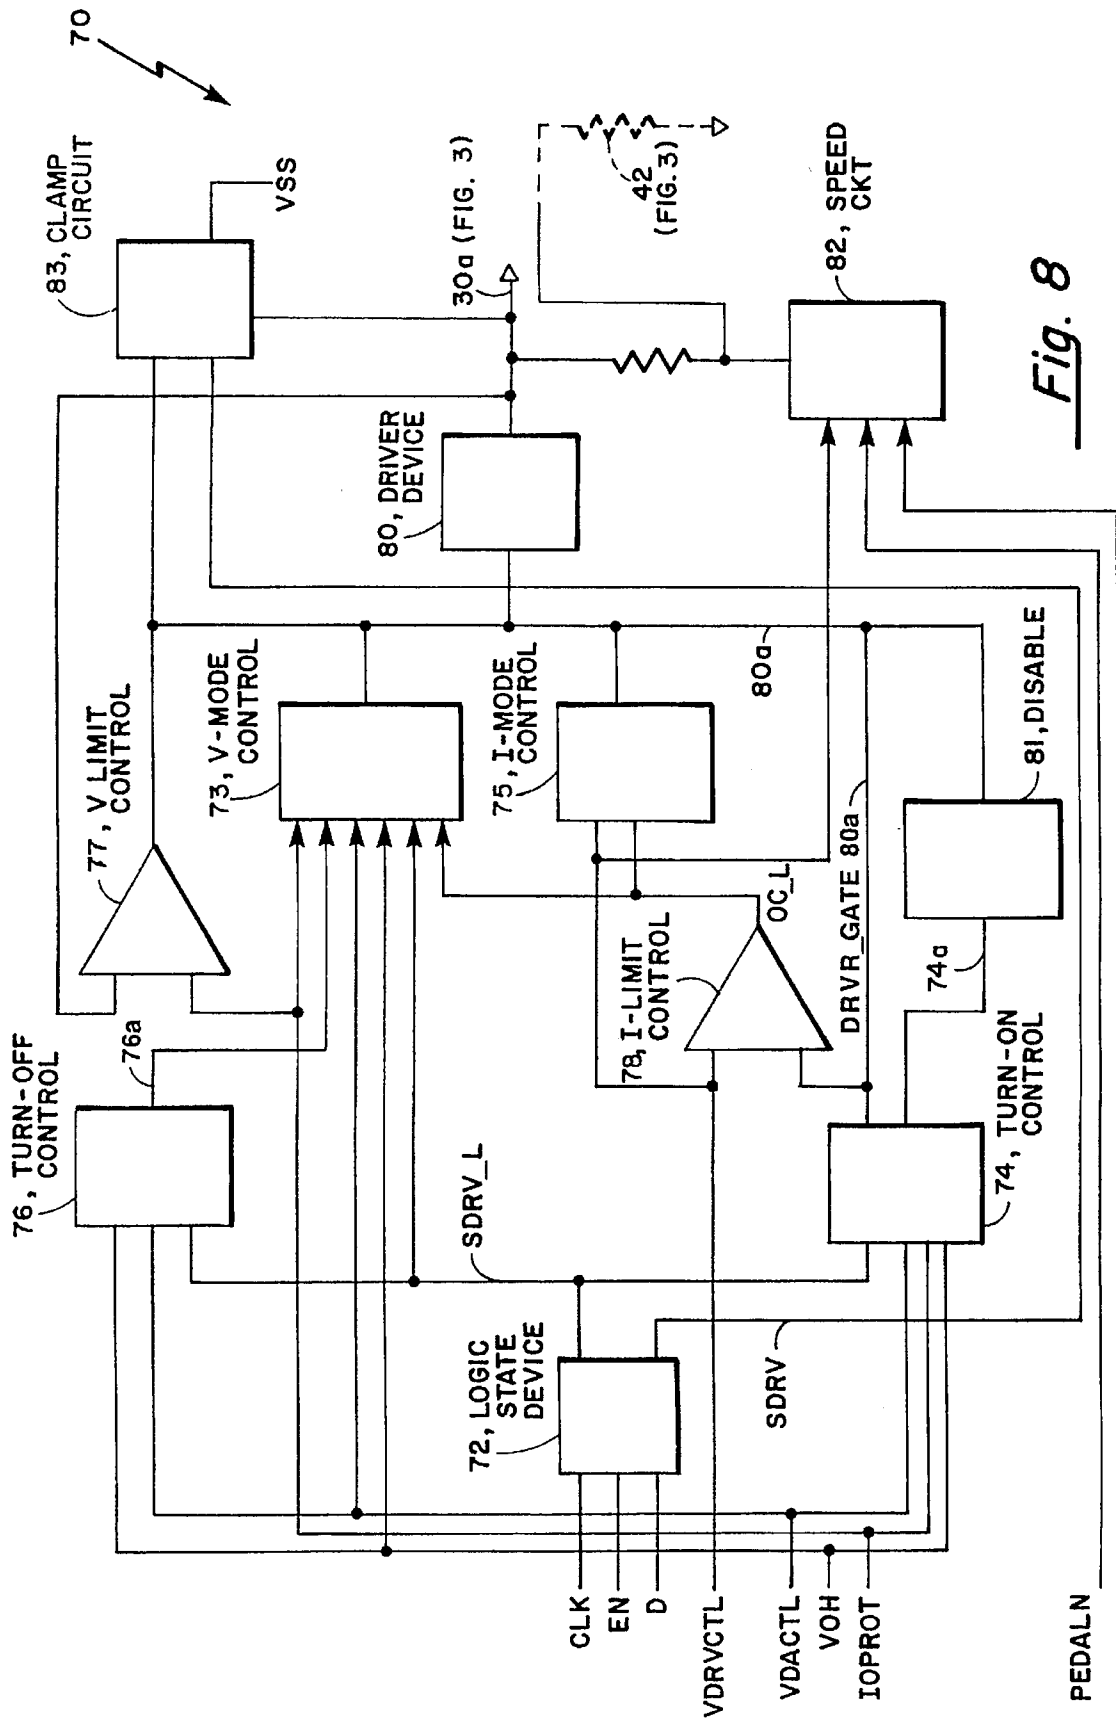 70
83, CLAMP
CIRCUIT
VSS
30a (FIG. 3)
42
(FIG. 3)
82, SPEED
CKT
80, DRIVER
DEVICE
77, V LIMIT
CONTROL
73, V-MODE
CONTROL
75, I-MODE
CONTROL
80a
81, DISABLE
76, TURN-OFF
CONTROL
76a
78, I-LIMIT
CONTROL
OC_L
DRVR_GATE 80a
74a
74, TURN-ON
CONTROL
SDRV_L
72, LOGIC
STATE
DEVICE
SDRV
CLK
EN
D
VDRVCTL
VDACTL
VOH
IOPROT
PEDALN
Fig. 8